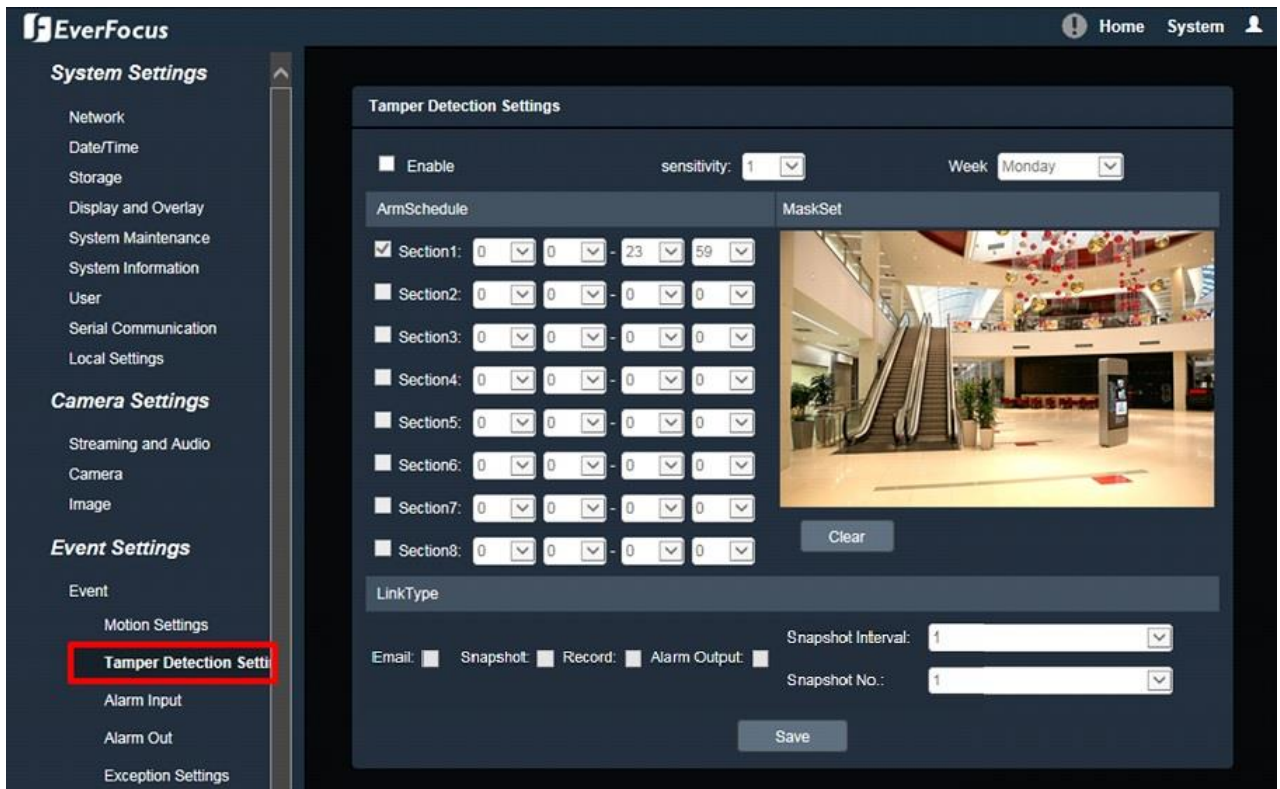 EverFocus
Home System
System Settings
Network
Date/Time
Storage
Display and Overlay
System Maintenance
System Information
User
Serial Communication
Local Settings
Camera Settings
Streaming and Audio
Camera
Image
Event Settings
Event
Motion Settings
Tamper Detection Setti
Alarm Input
Alarm Out
Exception Settings
Tamper Detection Settings
Enable sensitivity: 1 Week Monday
ArmSchedule MaskSet
Section1: 0 0 - 23 59
Section2: 0 0 - 0 0
Section3: 0 0 - 0 0
Section4: 0 0 - 0 0
Section5: 0 0 - 0 0
Section6: 0 0 - 0 0
Section7: 0 0 - 0 0
Section8: 0 0 - 0 0
Clear
LinkType
Email: Snapshot: Record: Alarm Output:
Snapshot Interval: 1
Snapshot No.: 1
Save